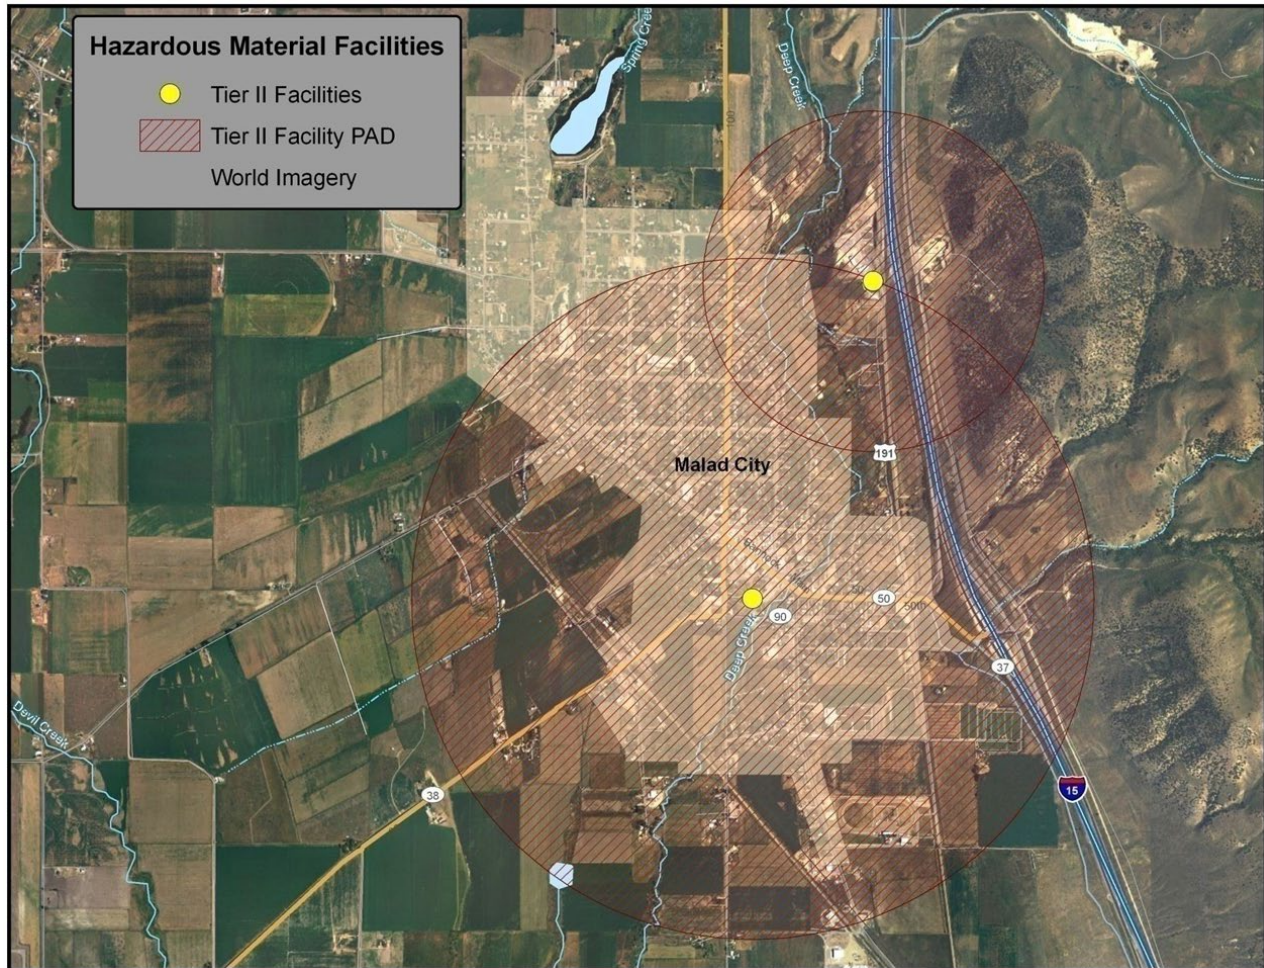 Hazardous Material Facilities
Tier II Facilities
Tier II Facility PAD
World Imagery
Spring Creek
Deep Creek
191
Malad City
50
90
Deep Creek
37
Devil Creek
15
38